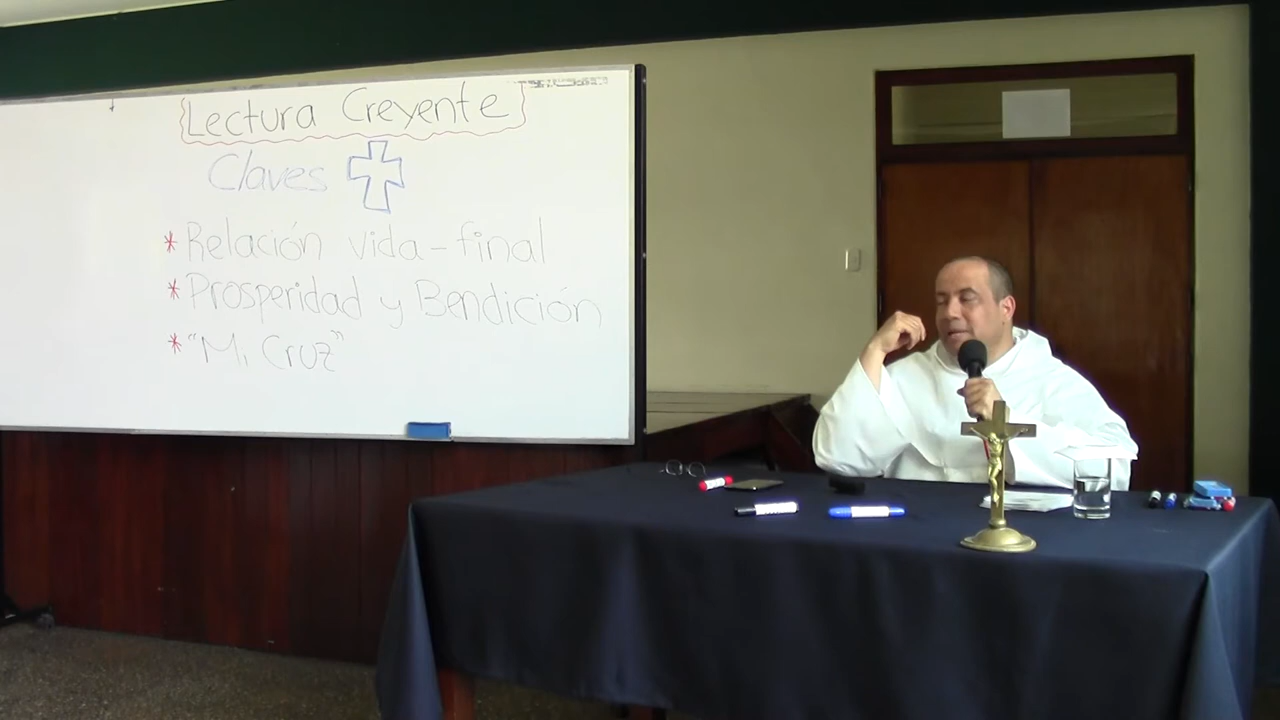 Lectura Creyente
Claves
* Relación vida - final
* Prosperidad y Bendición
* "Mi Cruz"